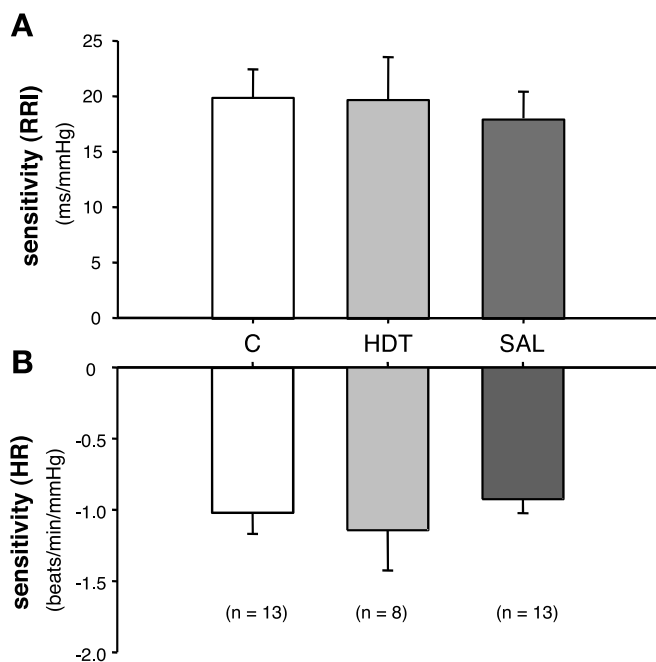 A
sensitivity (RRI)
(ms/mmHg)
25
20
15
10
5
0
C HDT SAL
B
sensitivity (HR)
(beats/min/mmHg)
0
-0.5
-1.0
-1.5
-2.0
(n = 13) (n = 8) (n = 13)